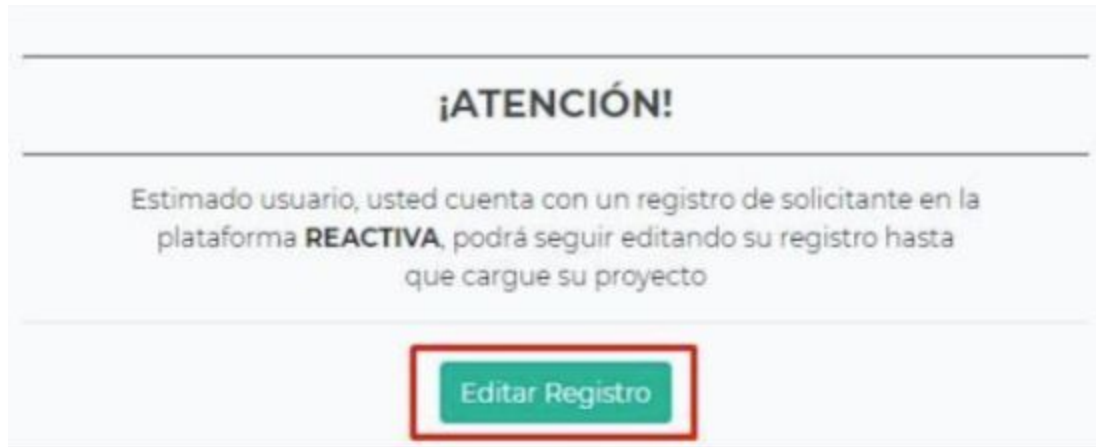 ¡ATENCIÓN!
Estimado usuario, usted cuenta con un registro de solicitante en la
plataforma REACTIVA, podrá seguir editando su registro hasta
que cargue su proyecto
Editar Registro